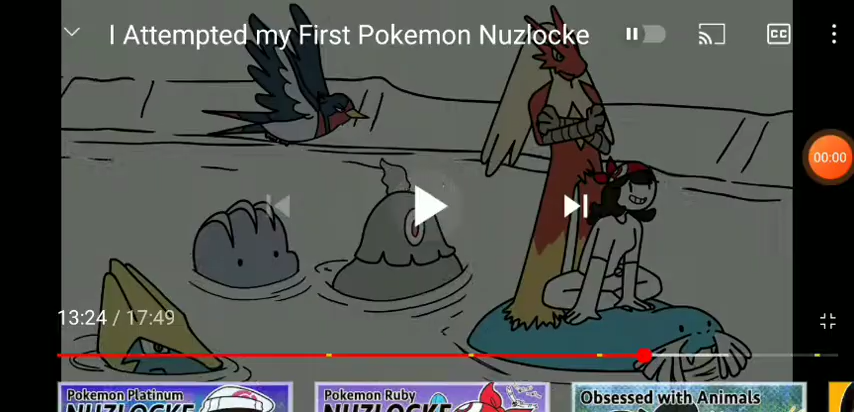 I Attempted my First Pokemon Nuzlocke
CC
00:00
13:24 / 17:49
Pokemon Platinum
NUZLOCKE
Pokemon Ruby
NUZLOCKE
Obsessed with Animals